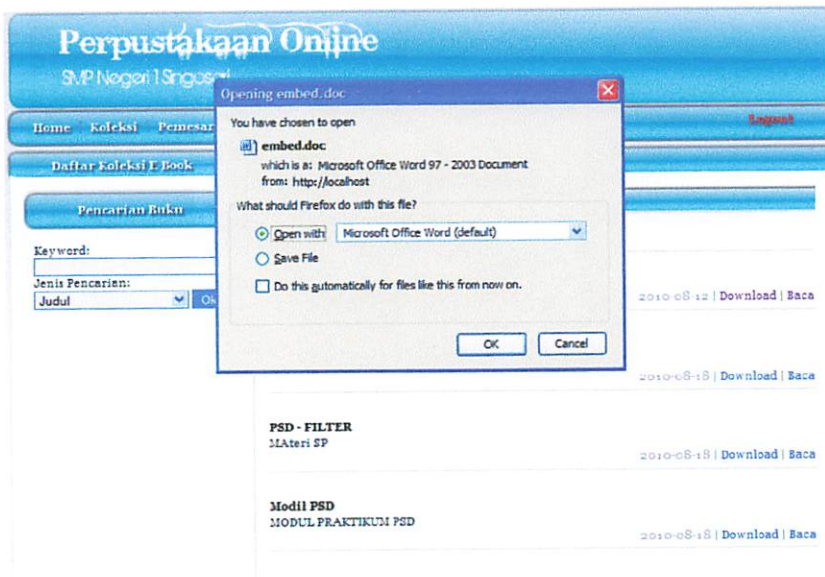 Perpustakaan Online
SMP Negeri 1 Singosari
Home Koleksi Pemesar
Logout
Daftar Koleksi E Book
Pencarian Buku
Keyword:
Jenis Pencarian:
Judul
Ok
Opening embed.doc
You have chosen to open
embed.doc
which is a: Microsoft Office Word 97 - 2003 Document
from: http://localhost
What should Firefox do with this file?
Open with Microsoft Office Word (default)
Save File
Do this automatically for files like this from now on.
OK Cancel
2010-08-12 | Download | Baca
2010-08-18 | Download | Baca
PSD - FILTER
MAteri SP
2010-08-18 | Download | Baca
Modil PSD
MODUL PRAKTIKUM PSD
2010-08-18 | Download | Baca